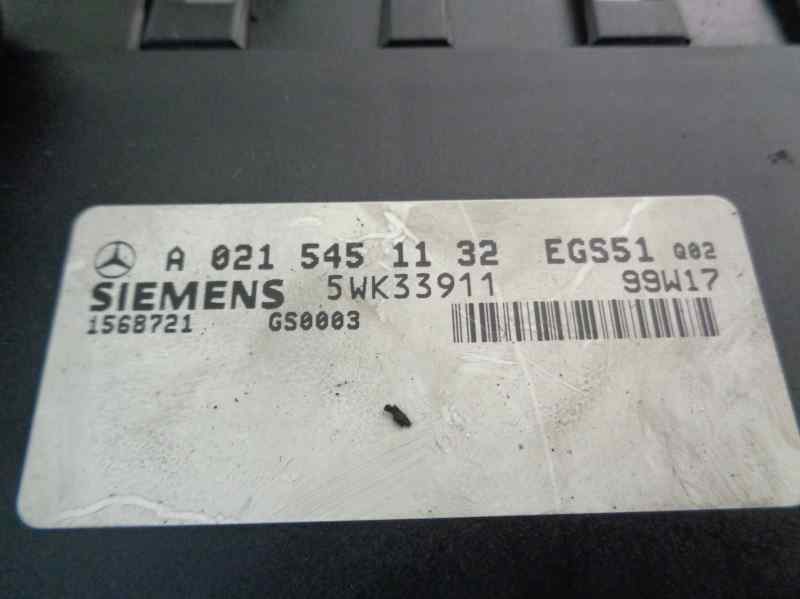 A 021 545 11 32 EGS51 Q02
SIEMENS 5WK33911 99W17
1568721 GS0003